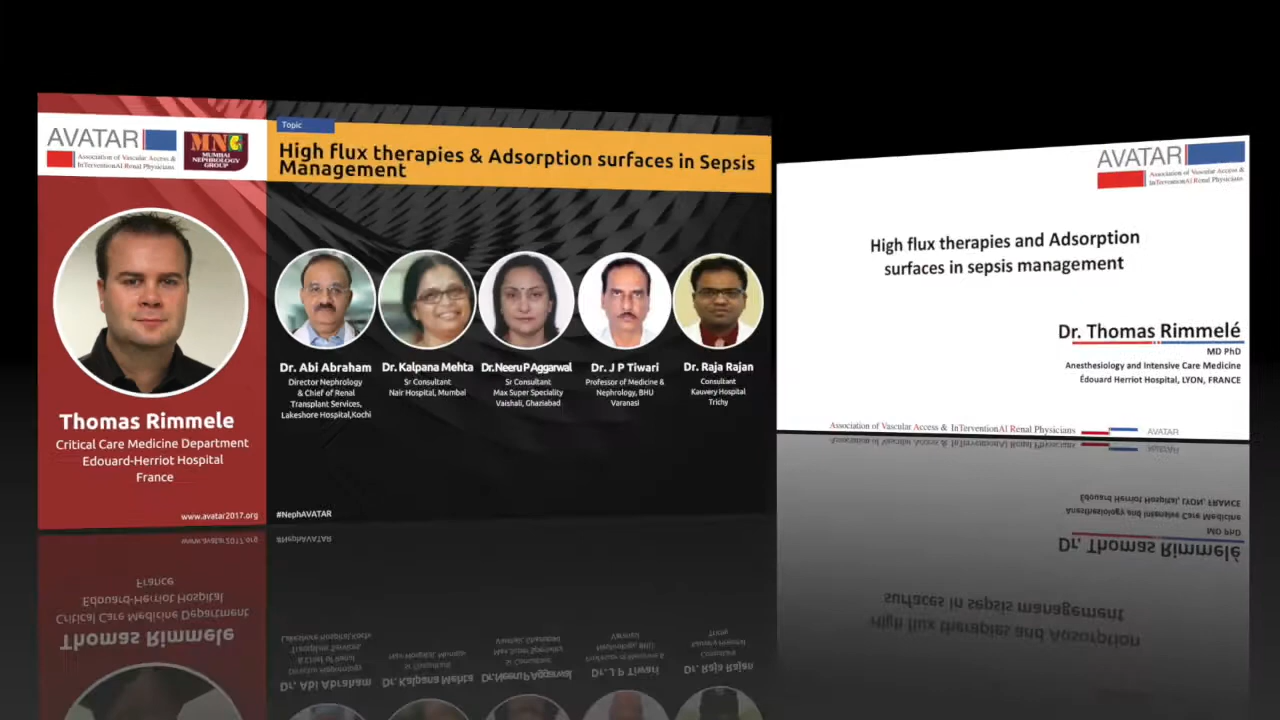 AVATAR
Association of Vascular Access &
InTerventionAl Renal Physicians
MNG
MUMBAI
NEPHROLOGY
GROUP
Thomas Rimmele
Critical Care Medicine Department
Edouard-Herriot Hospital
France
www.avatar2017.org
Topic
High flux therapies & Adsorption surfaces in Sepsis
Management
Dr. Abi Abraham
Director Nephrology
& Chief of Renal
Transplant Services,
Lakeshore Hospital,Kochi
Dr. Kalpana Mehta
Sr Consultant
Nair Hospital, Mumbai
Dr.Neeru P Aggarwal
Sr Consultant
Max Super Speciality
Vaishali, Ghaziabad
Dr. J P Tiwari
Professor of Medicine &
Nephrology, BHU
Varanasi
Dr. Raja Rajan
Consultant
Kauvery Hospital
Trichy
#NephAVATAR
AVATAR
Association of Vascular Access &
InTerventionAl Renal Physicians
High flux therapies and Adsorption
surfaces in sepsis management
Dr. Thomas Rimmelé
MD PhD
Anesthesiology and Intensive Care Medicine
Édouard Herriot Hospital, LYON, FRANCE
Association of Vascular Access & InTerventionAl Renal Physicians AVATAR